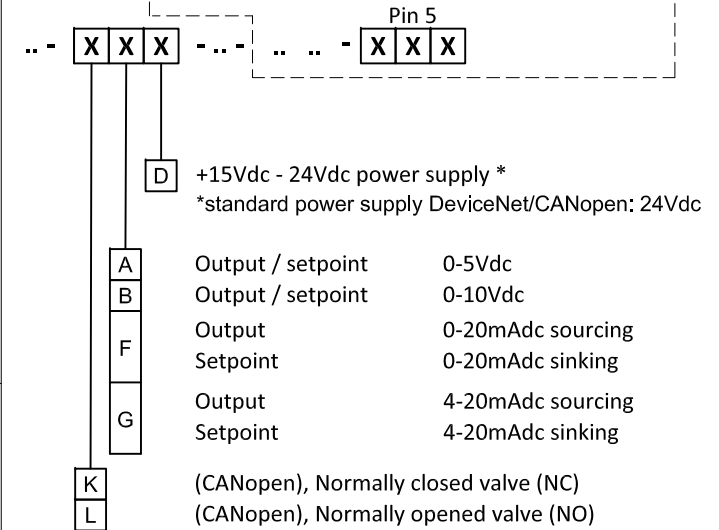 Pin 5
.. - X X X - .. - .. .. - X X X
D +15Vdc - 24Vdc power supply *
*standard power supply DeviceNet/CANopen: 24Vdc
A Output / setpoint 0-5Vdc
B Output / setpoint 0-10Vdc
F Output 0-20mAdc sourcing
Setpoint 0-20mAdc sinking
G Output 4-20mAdc sourcing
Setpoint 4-20mAdc sinking
K (CANopen), Normally closed valve (NC)
L (CANopen), Normally opened valve (NO)